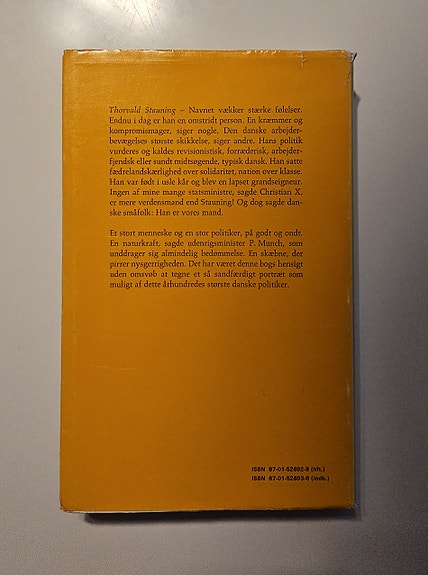 Thorvald Stauning – Navnet vækker stærke følelser.
Endnu i dag er han en omstridt person. En kræmmer og
kompromismager, siger nogle. Den danske arbejder-
bevægelses største skikkelse, siger andre. Hans politik
vurderes og kaldes revisionistisk, forræderisk, arbejder-
fjendsk eller sundt midtsøgende, typisk dansk. Han satte
fædrelandskærlighed over solidaritet, nation over klasse.
Han var født i usle kår og blev en lapset grandseigneur.
Ingen af mine mange statsministre, sagde Christian X,
er mere verdensmand end Stauning! Og dog sagde dan-
ske småfolk: Han er vores mand.
Et stort menneske og en stor politiker, på godt og ondt.
En naturkraft, sagde udenrigsminister P. Munch, som
unddrager sig almindelig bedømmelse. En skæbne, der
pirrer nysgerrigheden. Det har været denne bogs hensigt
uden omsvøb at tegne et så sandfærdigt portræt som
muligt af dette århundredes største danske politiker.
ISBN 87-01-52892-8 (hft.)
ISBN 87-01-52893-6 (indb.)